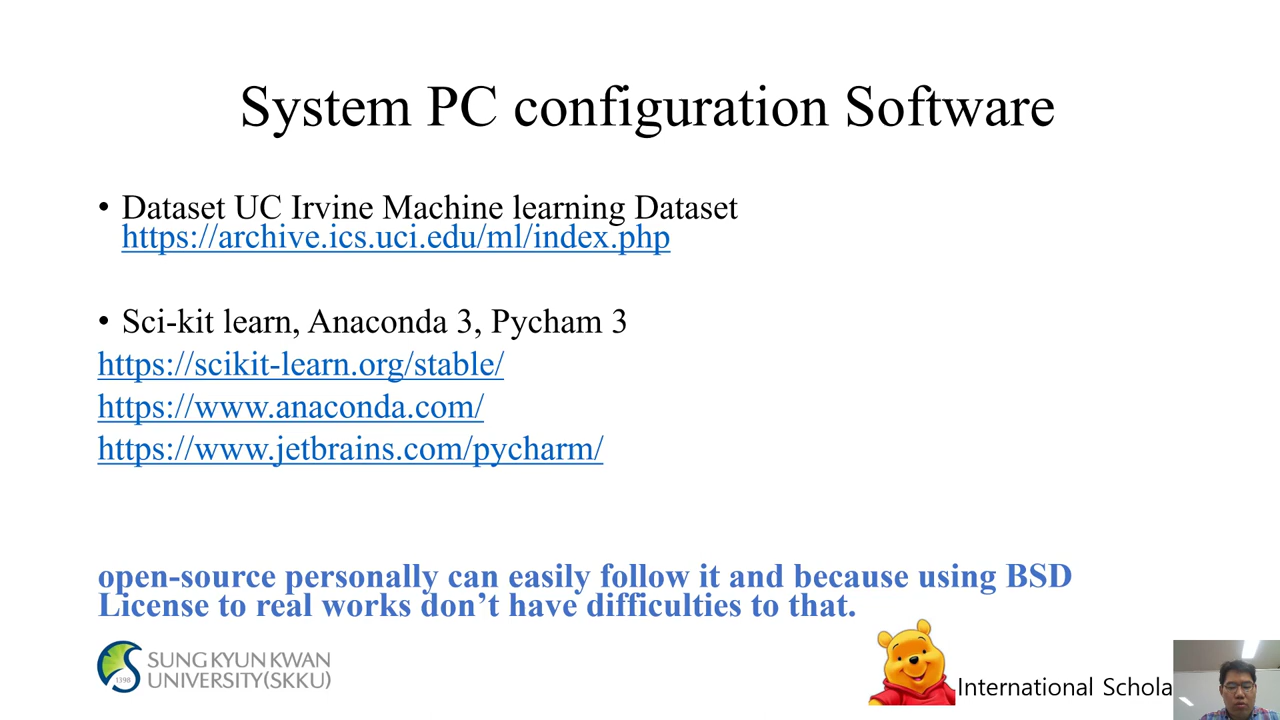 System PC configuration Software
• Dataset UC Irvine Machine learning Dataset
https://archive.ics.uci.edu/ml/index.php
• Sci-kit learn, Anaconda 3, Pycham 3
https://scikit-learn.org/stable/
https://www.anaconda.com/
https://www.jetbrains.com/pycharm/
open-source personally can easily follow it and because using BSD
License to real works don’t have difficulties to that.
1398
SUNG KYUN KWAN
UNIVERSITY(SKKU)
International Schola